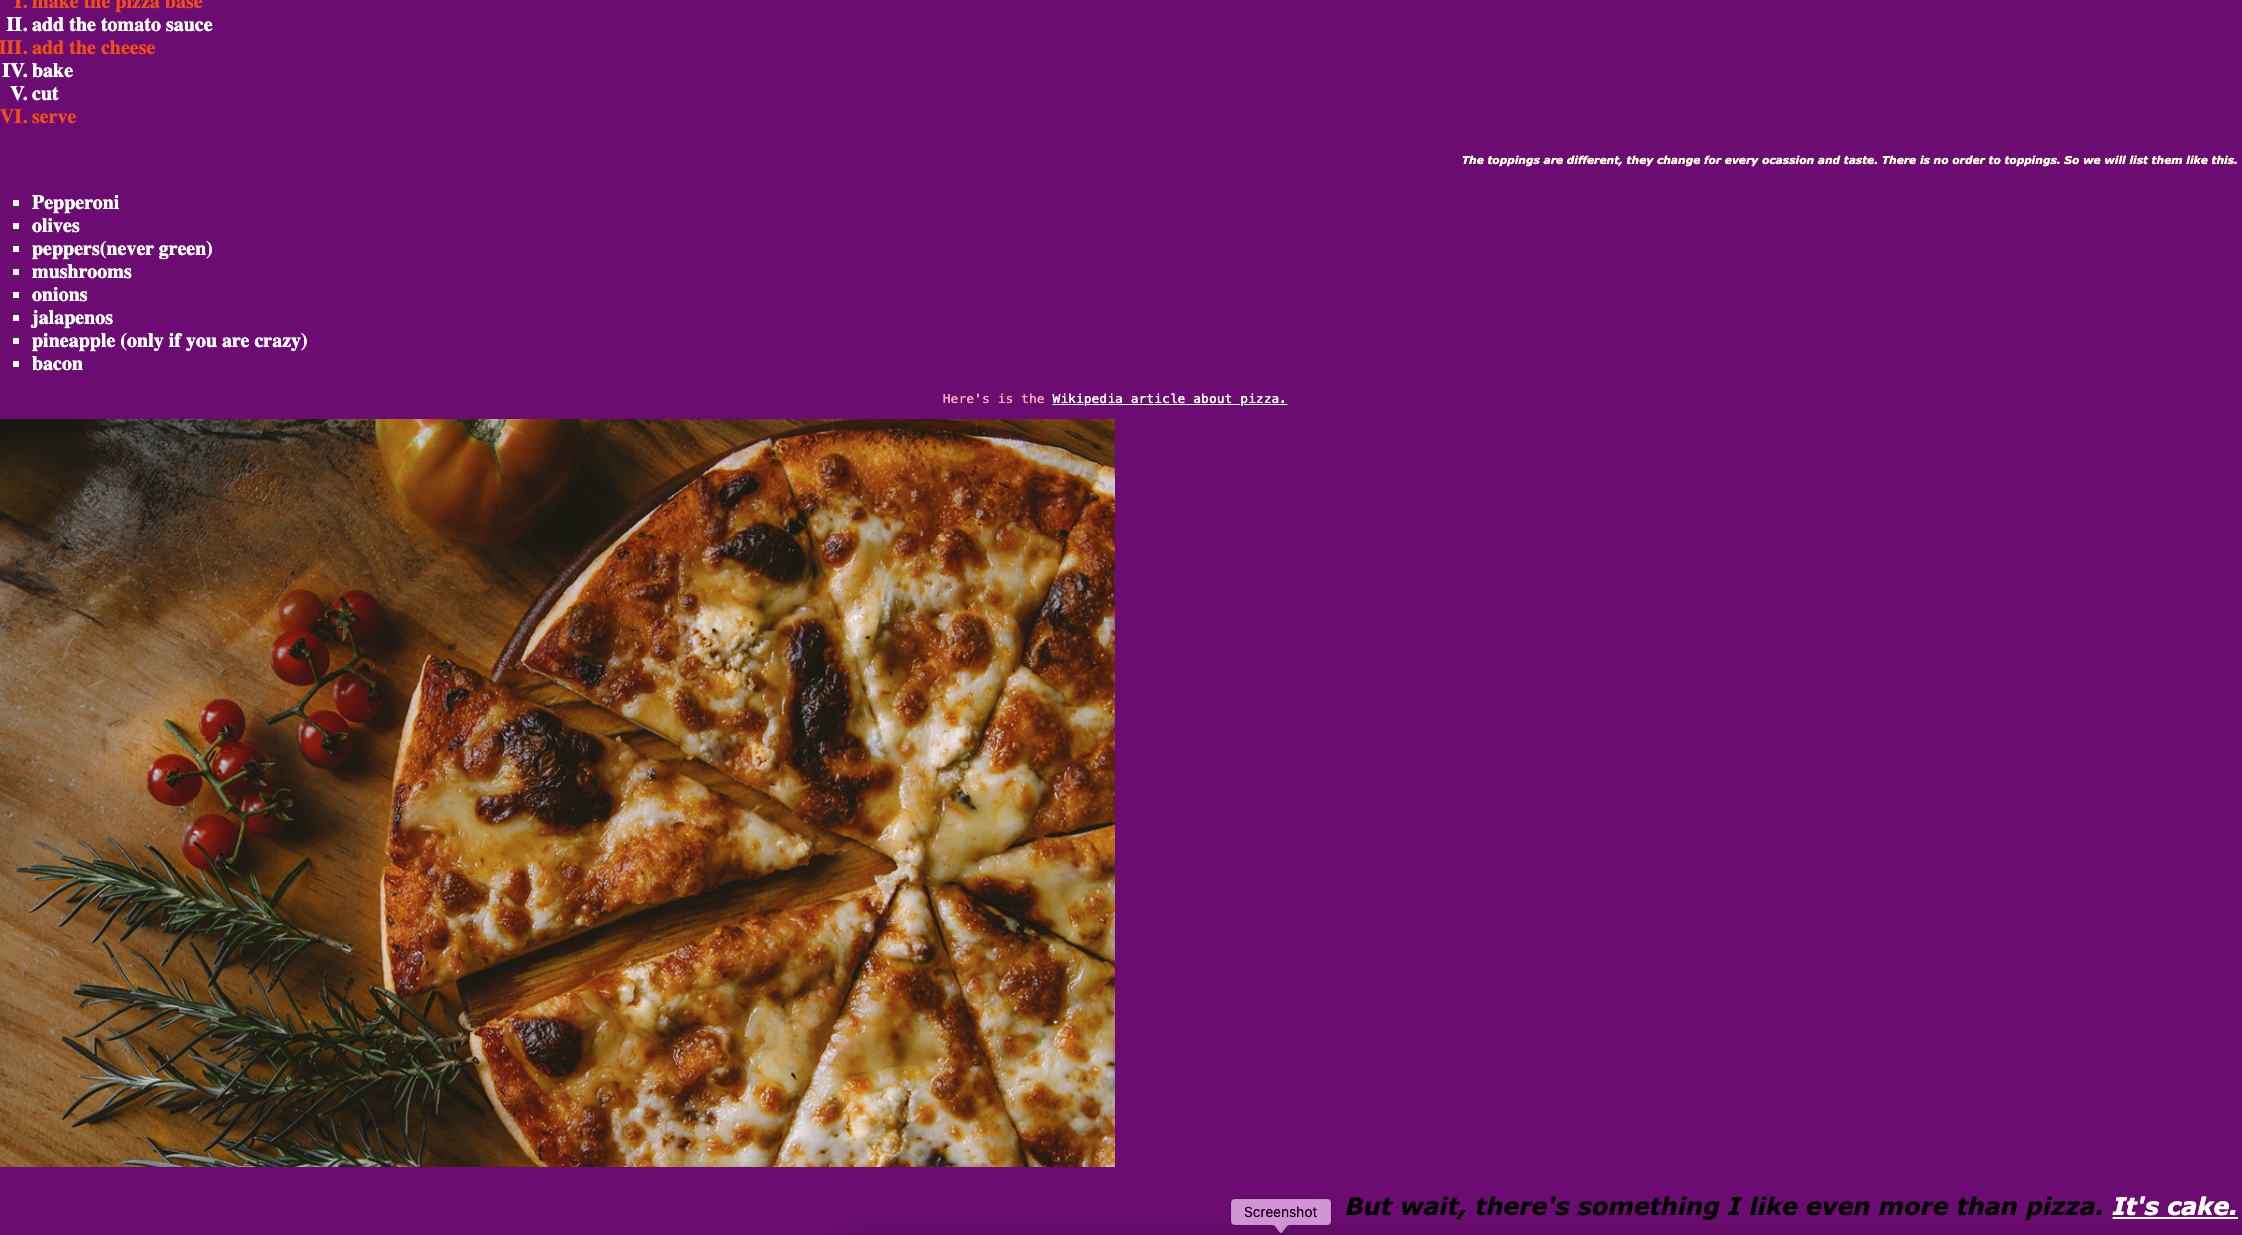 I. make the pizza base
II. add the tomato sauce
III. add the cheese
IV. bake
V. cut
VI. serve
The toppings are different, they change for every ocassion and taste. There is no order to toppings. So we will list them like this.
▪ Pepperoni
▪ olives
▪ peppers(never green)
▪ mushrooms
▪ onions
▪ jalapenos
▪ pineapple (only if you are crazy)
▪ bacon
Here's is the Wikipedia article about pizza.
But wait, there's something I like even more than pizza. It's cake.
Screenshot